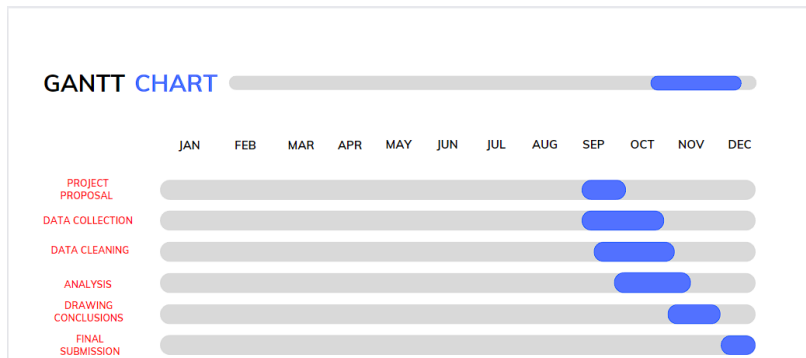 GANTT CHART
JAN FEB MAR APR MAY JUN JUL AUG SEP OCT NOV DEC
PROJECT
PROPOSAL
DATA COLLECTION
DATA CLEANING
ANALYSIS
DRAWING
CONCLUSIONS
FINAL
SUBMISSION